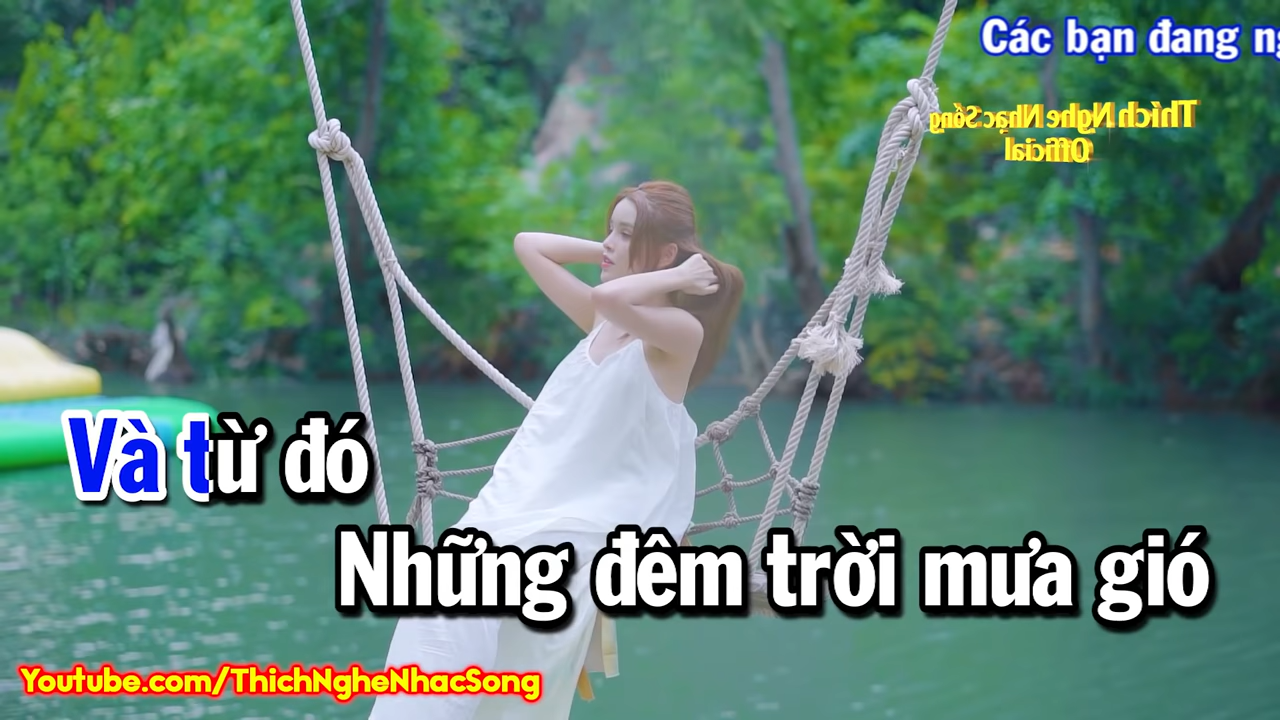 Các bạn đang
Thích Nghe Nhạc Sống
Official
Và từ đó
Những đêm trời mưa gió
Youtube.com/ThichNgheNhacSong